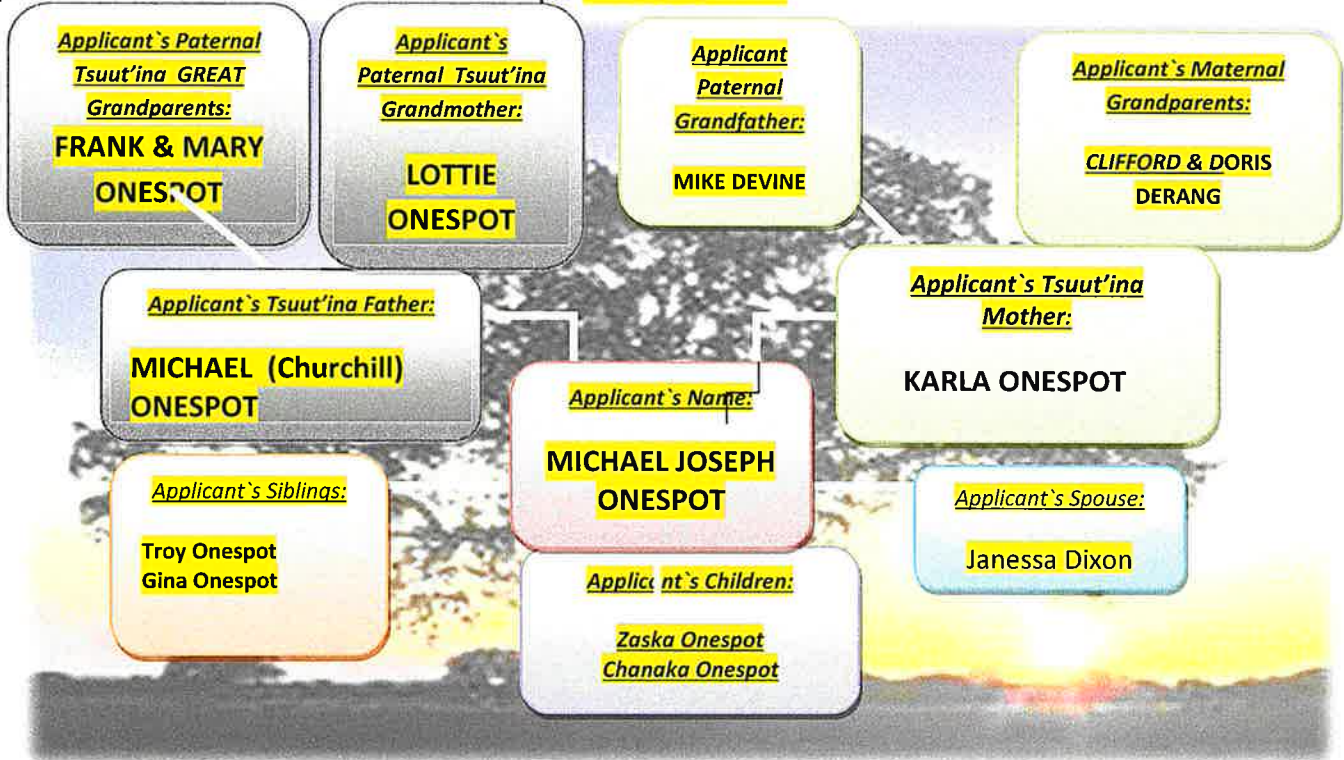 Applicant`s Paternal
Tsuut'ina GREAT
Grandparents:
FRANK & MARY
ONESPOT
Applicant`s
Paternal Tsuut'ina
Grandmother:
LOTTIE
ONESPOT
Applicant
Paternal
Grandfather:
MIKE DEVINE
Applicant`s Maternal
Grandparents:
CLIFFORD & DORIS
DERANG
Applicant`s Tsuut'ina Father:
MICHAEL (Churchill)
ONESPOT
Applicant`s Tsuut'ina
Mother:
KARLA ONESPOT
Applicant`s Name:
MICHAEL JOSEPH
ONESPOT
Applicant`s Siblings:
Troy Onespot
Gina Onespot
Applicant`s Spouse:
Janessa Dixon
Applicant`s Children:
Zaska Onespot
Chanaka Onespot